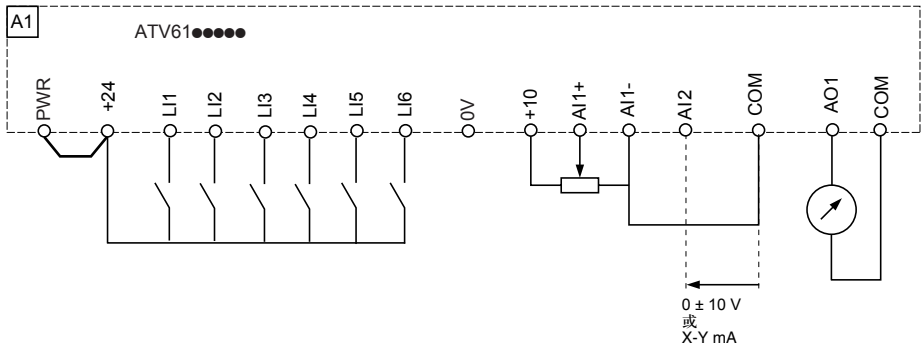 A1
ATV61●●●●●
PWR
+24
LI1
LI2
LI3
LI4
LI5
LI6
0V
+10
AI1+
AI1-
AI2
COM
AO1
COM
0 ± 10 V
或
X-Y mA